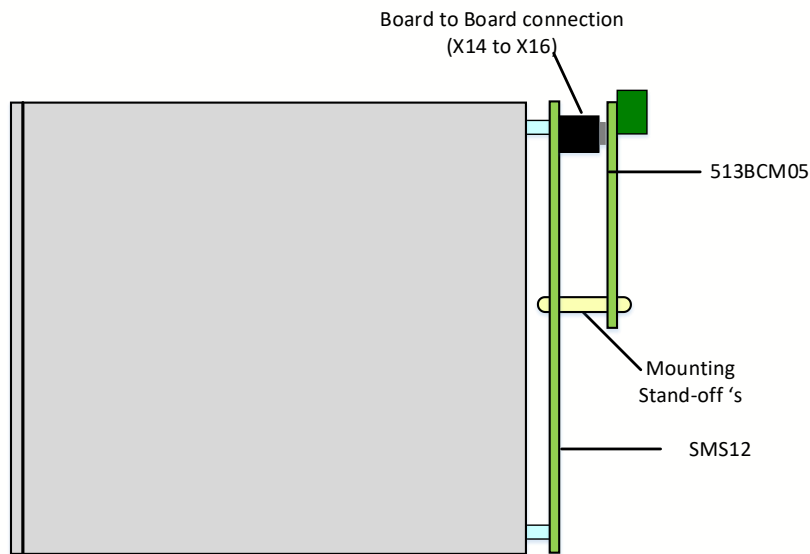 Board to Board connection
(X14 to X16)
513BCM05
Mounting
Stand-off ‘s
SMS12